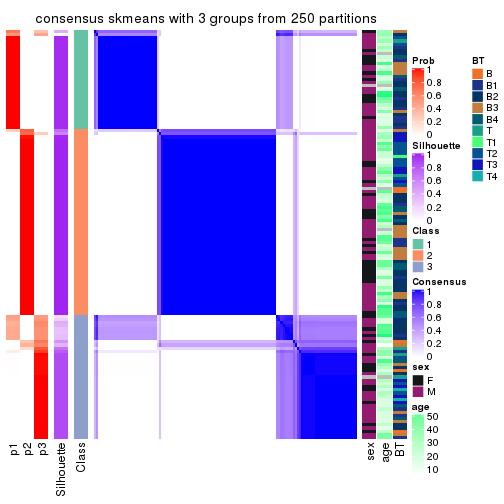 consensus skmeans with 3 groups from 250 partitions
Prob
1
0.8
0.6
0.4
0.2
0
Silhouette
1
0.8
0.6
0.4
0.2
0
Class
1
2
3
Consensus
1
0.8
0.6
0.4
0.2
0
sex
F
M
age
50
40
30
20
10
BT
B
B1
B2
B3
B4
T
T1
T2
T3
T4
p1
p2
p3
Silhouette
Class
sex
age
BT